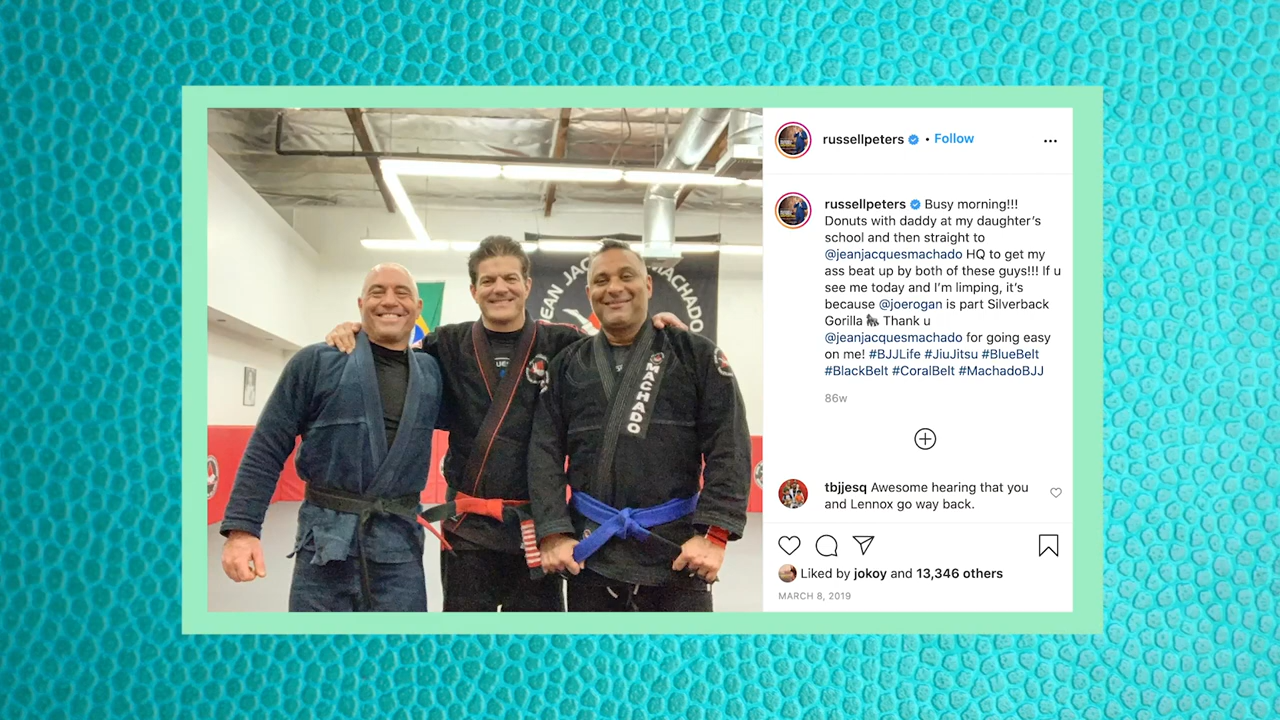 JEAN JACQUES MACHADO
MACHADO
russellpeters • Follow
russellpeters Busy morning!!!
Donuts with daddy at my daughter's
school and then straight to
@jeanjacquesmachado HQ to get my
ass beat up by both of these guys!!! If u
see me today and I'm limping, it's
because @joerogan is part Silverback
Gorilla 🦍 Thank u
@jeanjacquesmachado for going easy
on me! #BJJLife #JiuJitsu #BlueBelt
#BlackBelt #CoralBelt #MachadoBJJ
86w
tbjjesq Awesome hearing that you
and Lennox go way back.
Liked by jokoy and 13,346 others
MARCH 8, 2019